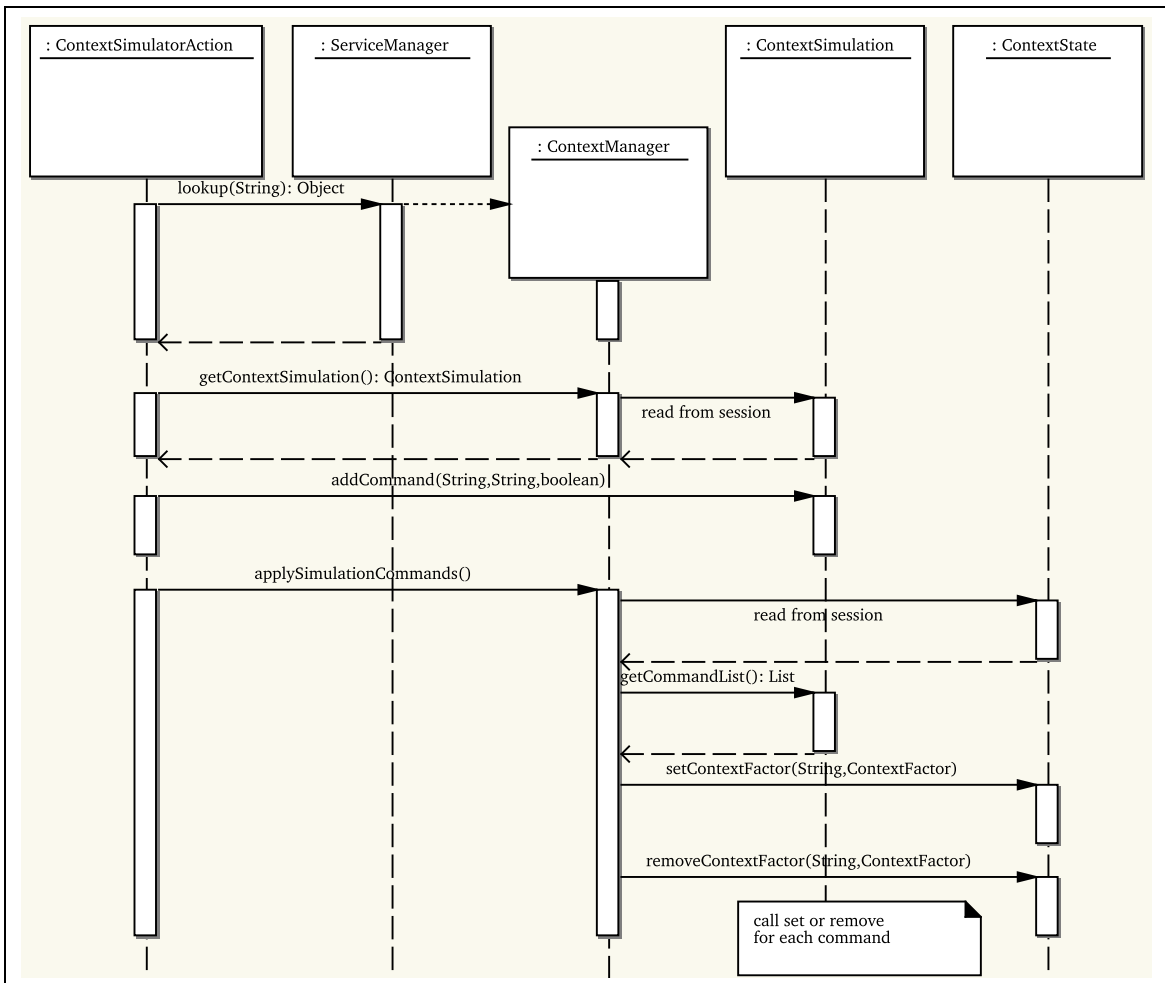 : ContextSimulatorAction
: ServiceManager
: ContextSimulation
: ContextState
: ContextManager
lookup(String): Object
getContextSimulation(): ContextSimulation
read from session
addCommand(String,String,boolean)
applySimulationCommands()
read from session
getCommandList(): List
setContextFactor(String,ContextFactor)
removeContextFactor(String,ContextFactor)
call set or remove
for each command